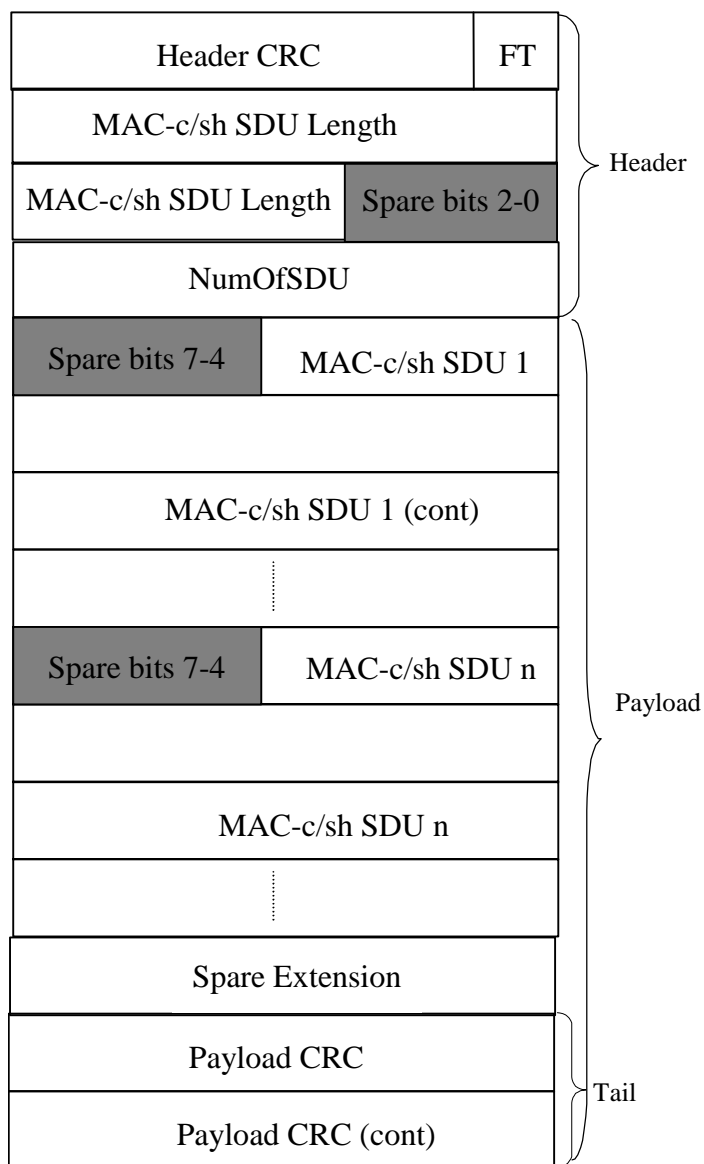 Header CRC FT
MAC-c/sh SDU Length
Header
MAC-c/sh SDU Length Spare bits 2-0
NumOfSDU
Spare bits 7-4 MAC-c/sh SDU 1
MAC-c/sh SDU 1 (cont)
Spare bits 7-4 MAC-c/sh SDU n
Payload
MAC-c/sh SDU n
Spare Extension
Payload CRC
Tail
Payload CRC (cont)